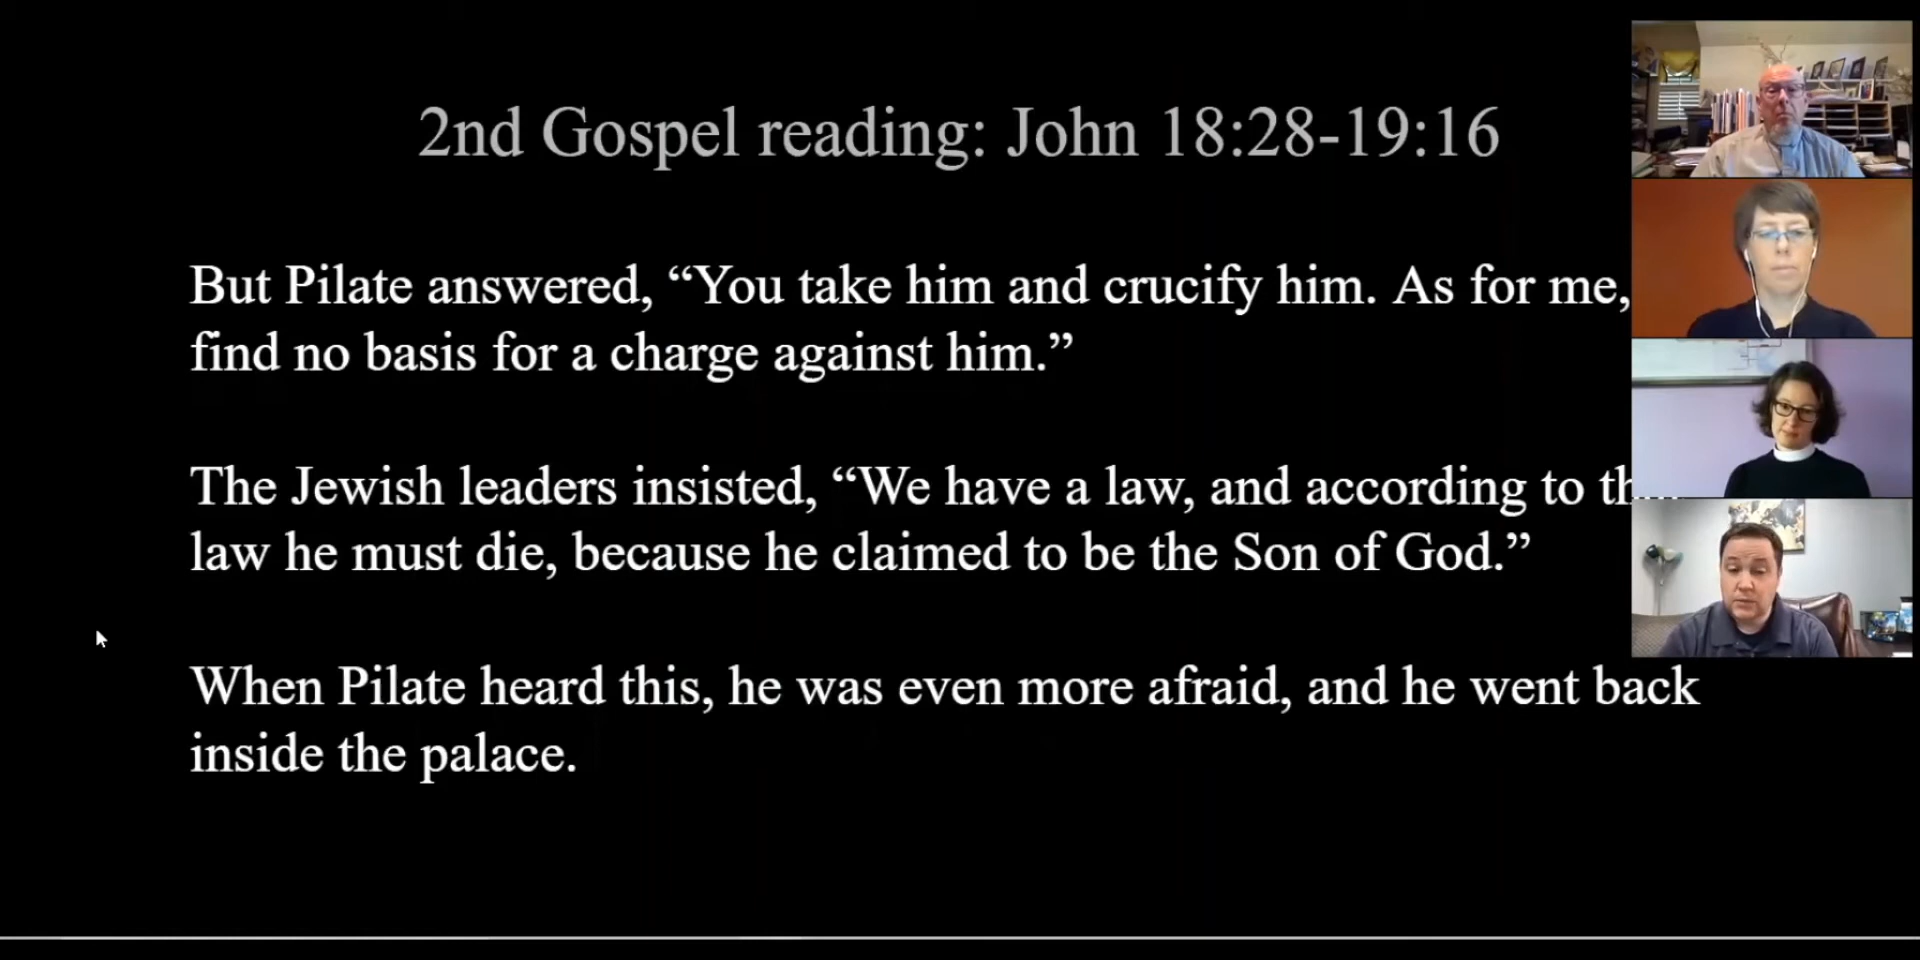 2nd Gospel reading: John 18:28-19:16
But Pilate answered, “You take him and crucify him. As for me,
find no basis for a charge against him.”
The Jewish leaders insisted, “We have a law, and according to
law he must die, because he claimed to be the Son of God.”
When Pilate heard this, he was even more afraid, and he went back
inside the palace.